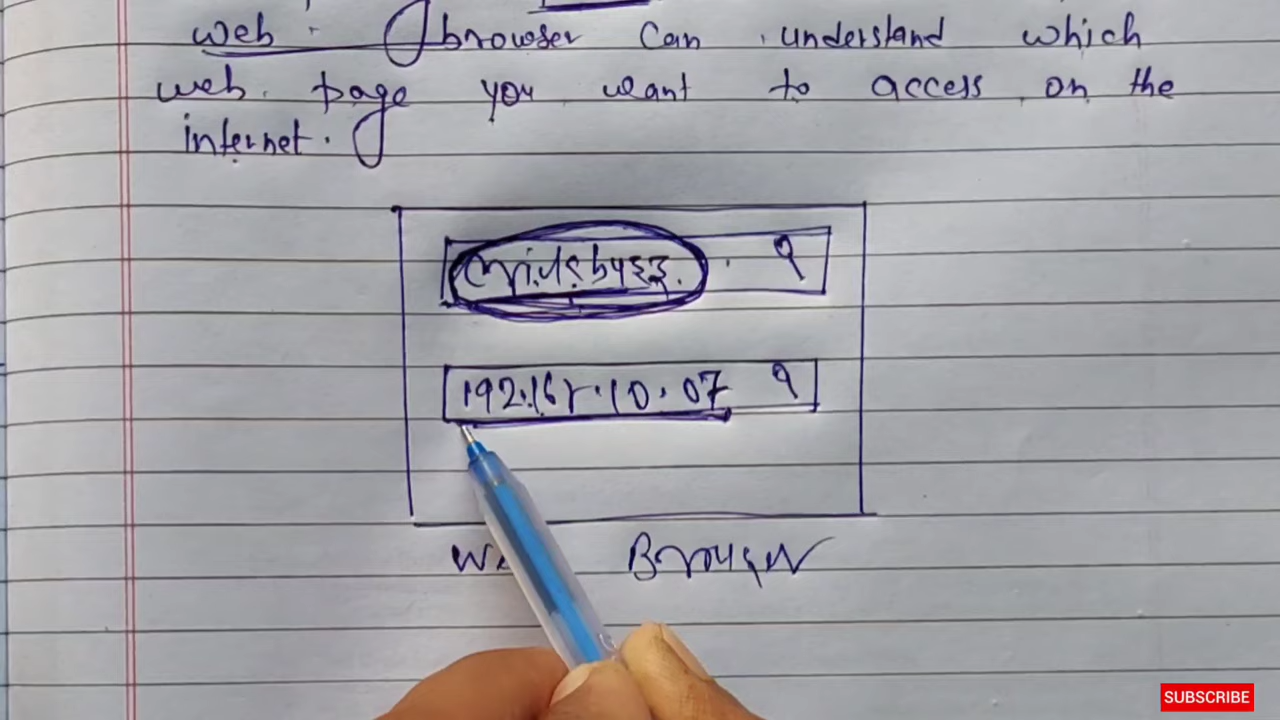 web. browser can understand which
web. page you want to access on the
internet.
192.168.10.07
Browser
SUBSCRIBE